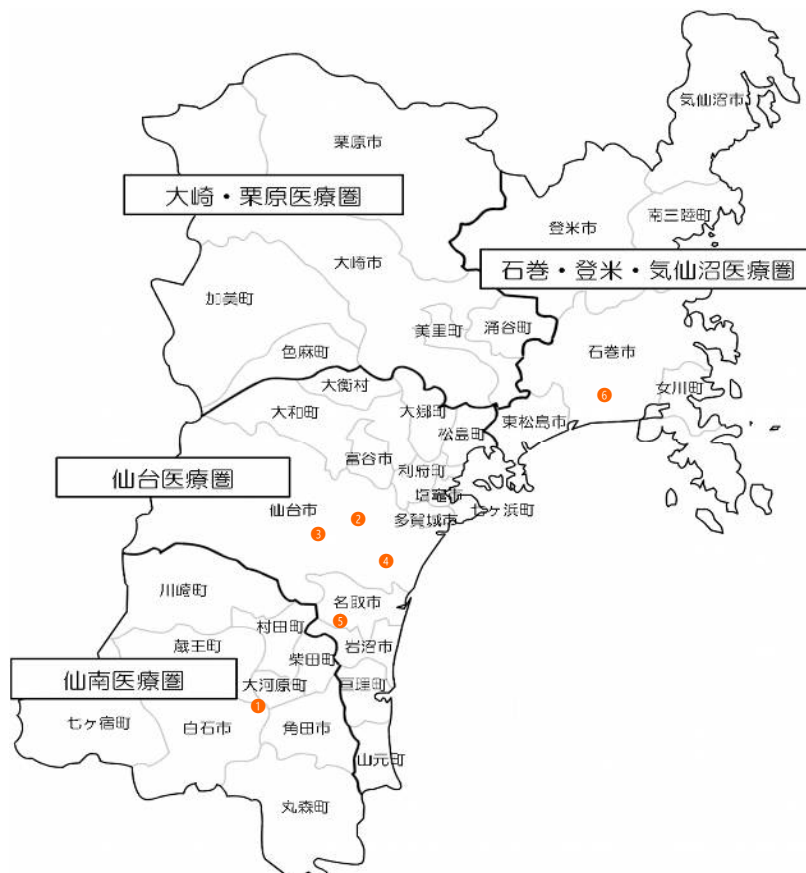 気仙沼市
栗原市
大崎・栗原医療圏
登米市
南三陸町
大崎市
石巻・登米・気仙沼医療圏
加美町
美里町
涌谷町
色麻町
石巻市
大衡村
女川町
6
大和町
大郷町
東松島市
松島町
富谷市
利府町
仙台医療圏
塩竈市
七ヶ浜町
仙台市
2
多賀城市
3
4
川崎町
名取市
5
村田町
蔵王町
岩沼市
柴田町
仙南医療圏
大河原町
亘理町
1
七ヶ宿町
白石市
角田市
山元町
丸森町